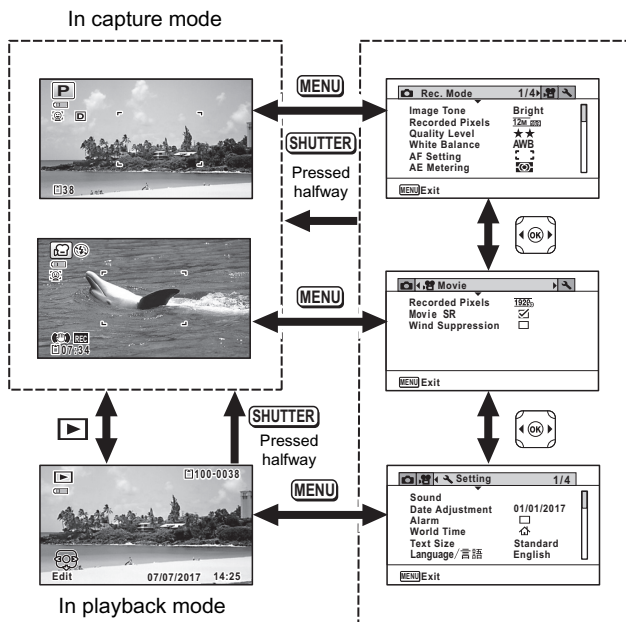 In capture mode
P
D
38
MENU
SHUTTER
Pressed
halfway
Rec. Mode 1/4
Image Tone Bright
Recorded Pixels 12M
Quality Level ★★
White Balance AWB
AF Setting
AE Metering
MENU Exit
OK
REC
07:34
MENU
Movie
Recorded Pixels
Movie SR ☑
Wind Suppression □
MENU Exit
OK
SHUTTER
Pressed
halfway
100-0038
Edit 07/07/2017 14:25
MENU
Setting 1/4
Sound
Date Adjustment 01/01/2017
Alarm □
World Time
Text Size Standard
Language/言語 English
MENU Exit
In playback mode